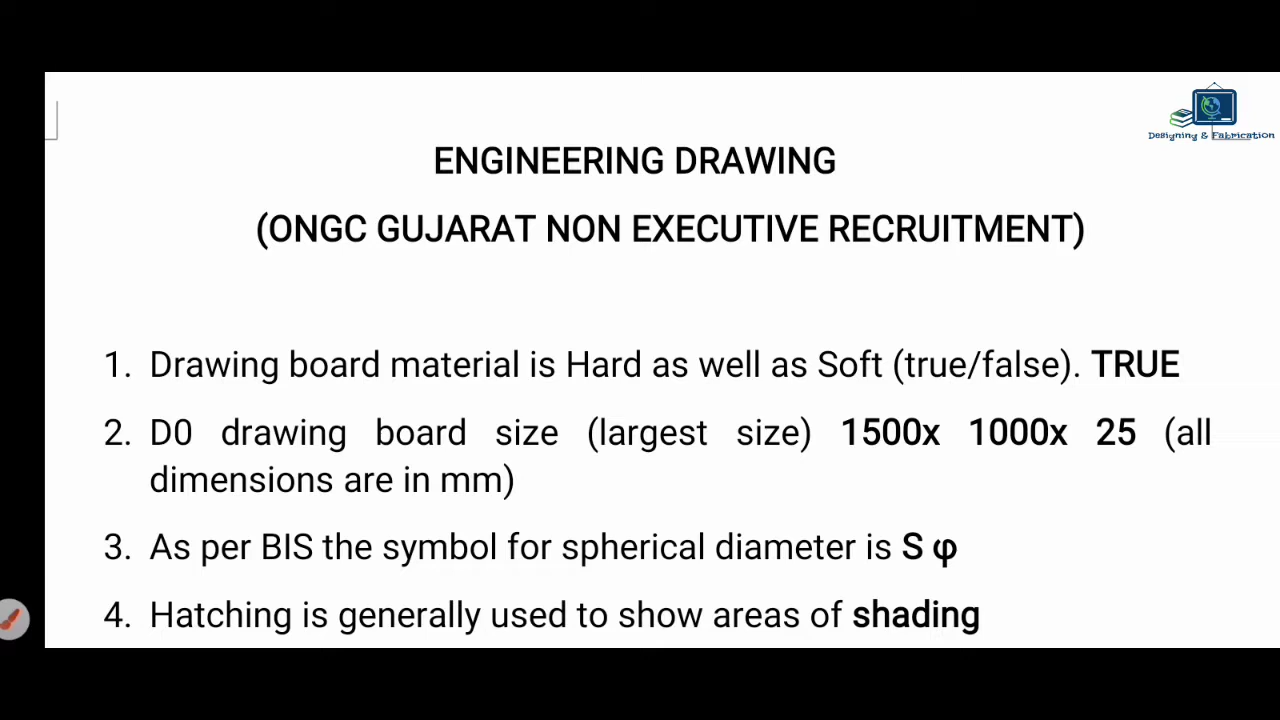 Designing & Fabrication
ENGINEERING DRAWING
(ONGC GUJARAT NON EXECUTIVE RECRUITMENT)
1. Drawing board material is Hard as well as Soft (true/false). TRUE
2. D0 drawing board size (largest size) 1500x 1000x 25 (all
dimensions are in mm)
3. As per BIS the symbol for spherical diameter is S φ
4. Hatching is generally used to show areas of shading